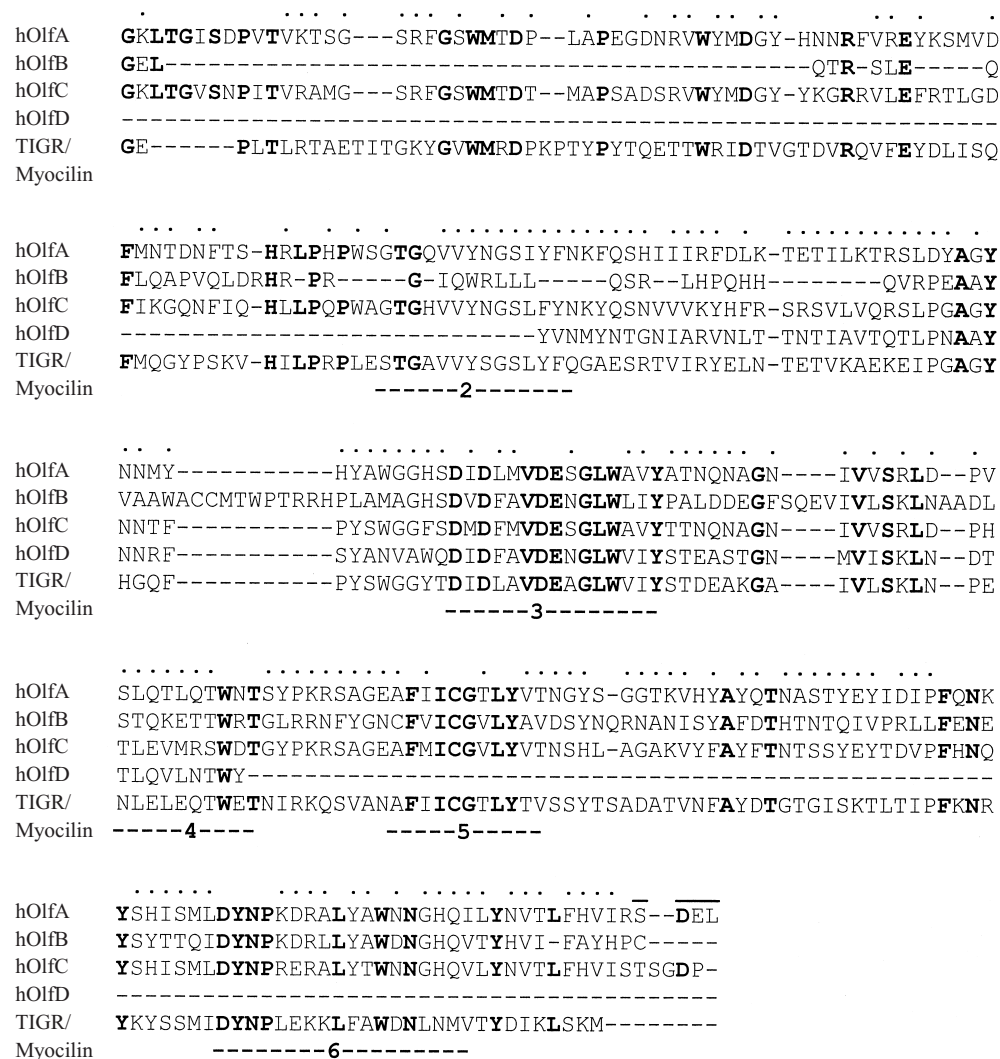 hOlfA GKLTGISDPVTVKTSG---SRFGSWMTDP--LAPEGDNRVWYMDGY-HNNRFVREYKSMVD
hOlfB GEL----------------------------------------QTR-SLE-----Q
hOlfC GKLTGVSNPITVRAMG---SRFGSWMTDT--MAPSADSRVWYMDGY-YKGRRVLEFRTLGD
hOlfD -------------------------------------------------------------
TIGR/ GE------PLTLRTAETITGKYGVWMRDPKPTYPYTQETTWRIDTVGTDVRQVFEYDLISQ
Myocilin
hOlfA FMNTDNFTS-HRLPHPWSGTGQVVYNGSIYFNKFQSHIIIRFDLK-TETILKTRSLDYAGY
hOlfB FLQAPVQLDRHR-PR-----G-IQWRLLL-----QSR--LHPQHH--------QVRPEAAY
hOlfC FIKGQNFIQ-HLLPQPWAGTGHVVYNGSLFYNKYQSNVVVKYHFR-SRSVLVQRSLPGAGY
hOlfD -----------------------------YVNMYNTGNIARVNLT-TNTIAVTQTLPNAAY
TIGR/ FMQGYPSKV-HILPRPLESTGAVVYSGSLYFQGAESRTVIRYELN-TETVKAEKEIPGAGY
Myocilin ------2-------
hOlfA NNMY-----------HYAWGGHSDIDLMVDESGLWAVYATNQNAGN----IVVSRLD--PV
hOlfB VAAWACCMTWPTRRHPLAMAGHSDVDFAVDENGLWLIYPALDDEGFSQEVIVLSKLNAADL
hOlfC NNTF-----------PYSWGGFSDMDFMVDESGLWAVYTTNQNAGN----IVVSRLD--PH
hOlfD NNRF-----------SYANVAWQDIDFAVDENGLWVIYSTEASTGN----MVISKLN--DT
TIGR/ HGQF-----------PYSWGGYTDIDLAVDEAGLWVIYSTDEAKGA----IVLSKLN--PE
Myocilin ------3--------
hOlfA SLQTLQTWNTSYPKRSAGEAFIICGTLYVTNGYS-GGTKVHYAYQTNASTYEYIDIPFQNK
hOlfB STQKETTWRTGLRRNFYGNCFVICGVLYAVDSYNQRNANISYAFDTHTNTQIVPRLLFENE
hOlfC TLEVMRSWDTGYPKRSAGEAFMICGVLYVTNSHL-AGAKVYFAYFTNTSSYEYTDVPFHNQ
hOlfD TLQVLNTWY----------------------------------------------------
TIGR/ NLELEQTWETNIRKQSVANAFIICGTLYTVSSYTSADATVNFAYDTGTGISKTLTIPFKNR
Myocilin -----4---- -----5-----
hOlfA YSHISMLDYNPKDRALYAWNNGHQILYNVTLFHVIRS--DEL
hOlfB YSYTTQIDYNPKDRLLYAWDNGHQVTYHVI-FAYHPC-----
hOlfC YSHISMLDYNPRERALYTWNNGHQVLYNVTLFHVISTSGDP-
hOlfD ------------------------------------------
TIGR/ YKYSSMIDYNPLEKKLFAWDNLNMVTYDIKLSKM--------
Myocilin --------6---------